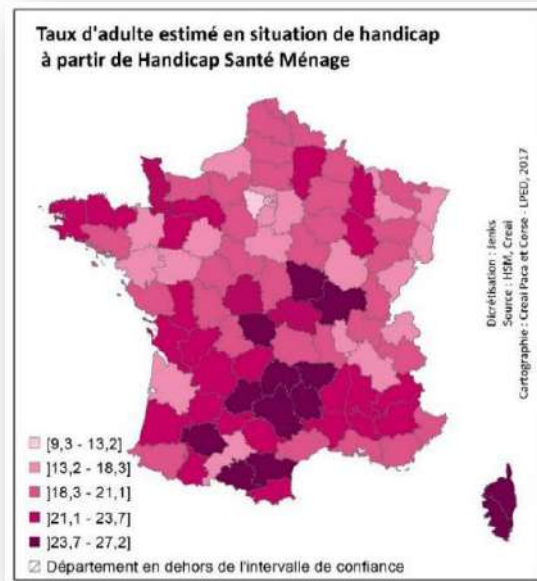 Taux d'adulte estimé en situation de handicap
à partir de Handicap Santé Ménage
Dicrétisation : Jenks
Source : HSM, Creai
Cartographie : Creai Paca et Corse - LPED, 2017
[9,3 - 13,2]
]13,2 - 18,3]
]18,3 - 21,1]
]21,1 - 23,7]
]23,7 - 27,2]
Département en dehors de l'intervalle de confiance